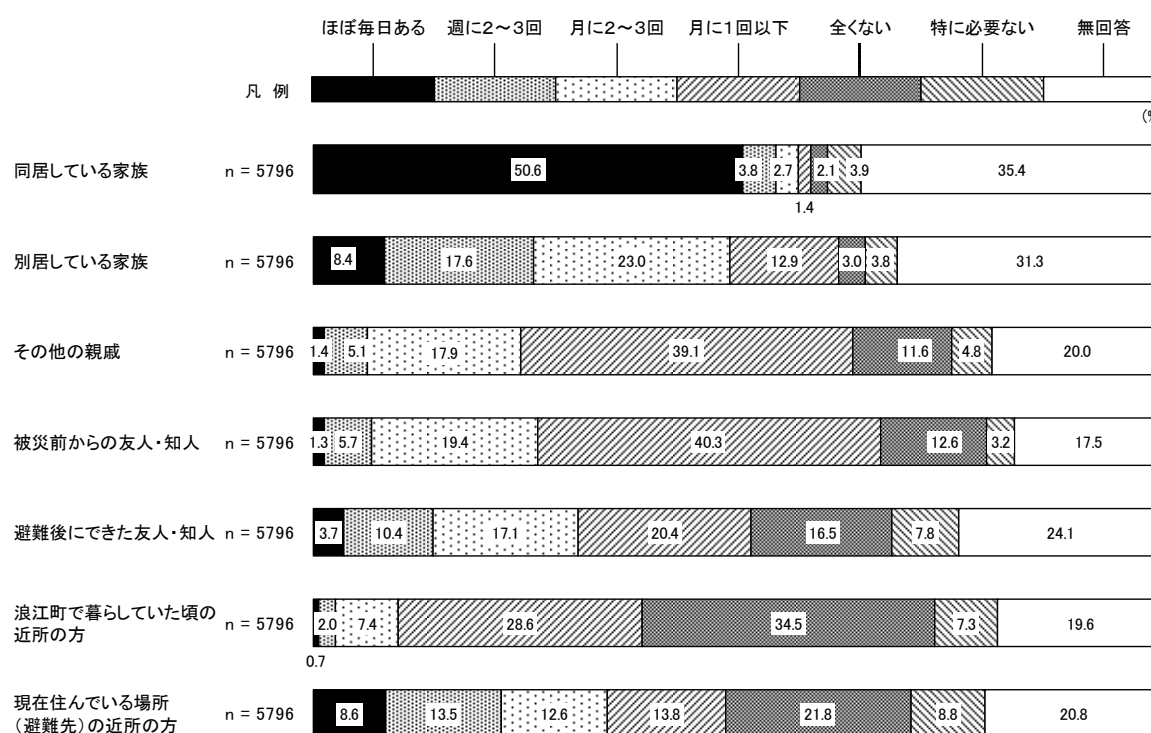 ほぼ毎日ある 週に2～3回 月に2～3回 月に1回以下 全くない 特に必要ない 無回答
凡 例
(%
同居している家族 n = 5796 50.6 3.8 2.7 2.1 3.9 35.4
1.4
別居している家族 n = 5796 8.4 17.6 23.0 12.9 3.0 3.8 31.3
その他の親戚 n = 5796 1.4 5.1 17.9 39.1 11.6 4.8 20.0
被災前からの友人・知人 n = 5796 1.3 5.7 19.4 40.3 12.6 3.2 17.5
避難後にできた友人・知人 n = 5796 3.7 10.4 17.1 20.4 16.5 7.8 24.1
浪江町で暮らしていた頃の
近所の方 n = 5796 2.0 7.4 28.6 34.5 7.3 19.6
0.7
現在住んでいる場所
（避難先）の近所の方 n = 5796 8.6 13.5 12.6 13.8 21.8 8.8 20.8